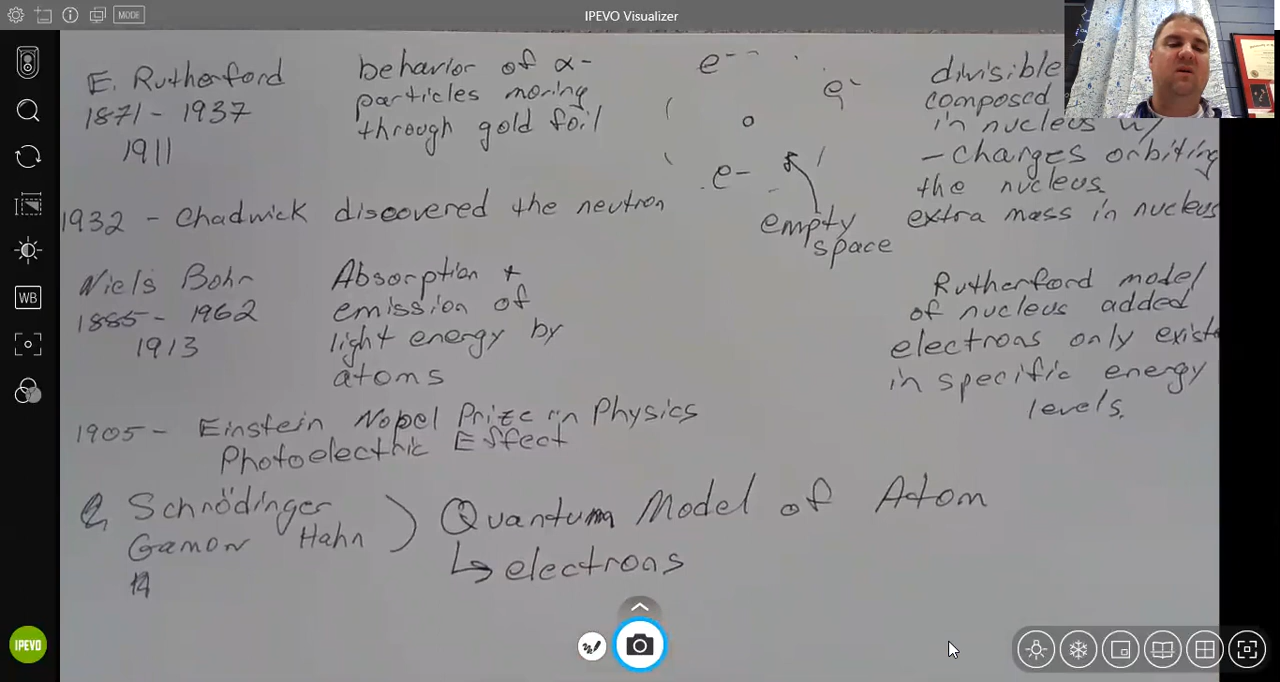 IPEVO Visualizer
MODE
E. Rutherford
1871 - 1937
1911
behavior of α-
particles moving
through gold foil
e-
e-
e-
empty
space
divisible
composed
in nucleus w/
- charges orbiting
the nucleus.
extra mass in nucleus
1932 - Chadwick discovered the neutron
Niels Bohr
1885 - 1962
1913
Absorption +
emission of
light energy by
atoms
Rutherford model
of nucleus added
electrons only exist
in specific energy
levels.
1905 - Einstein Nobel Prize in Physics
Photoelectric Effect
Schrödinger
Gamow Hahn
Quantum Model of Atom
↳ electrons
WB
IPEVO